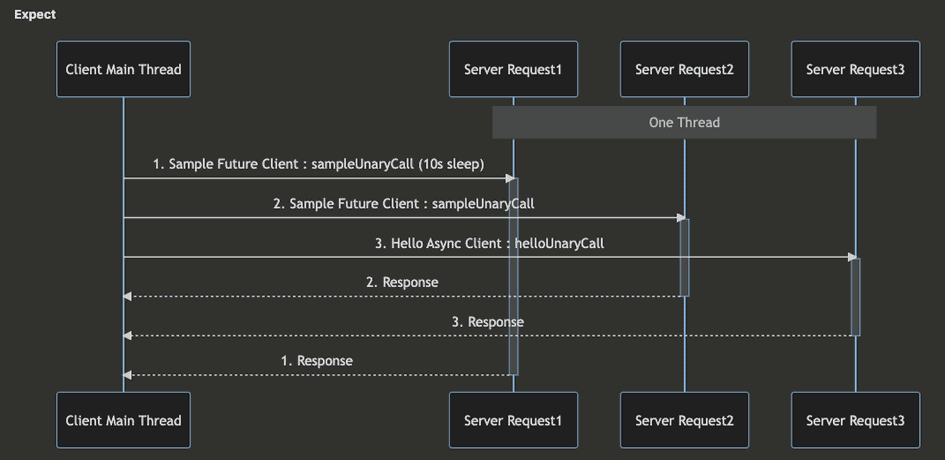 Expect
Client Main Thread
Server Request1
Server Request2
Server Request3
One Thread
1. Sample Future Client : sampleUnaryCall (10s sleep)
2. Sample Future Client : sampleUnaryCall
3. Hello Async Client : helloUnaryCall
2. Response
3. Response
1. Response
Client Main Thread
Server Request1
Server Request2
Server Request3